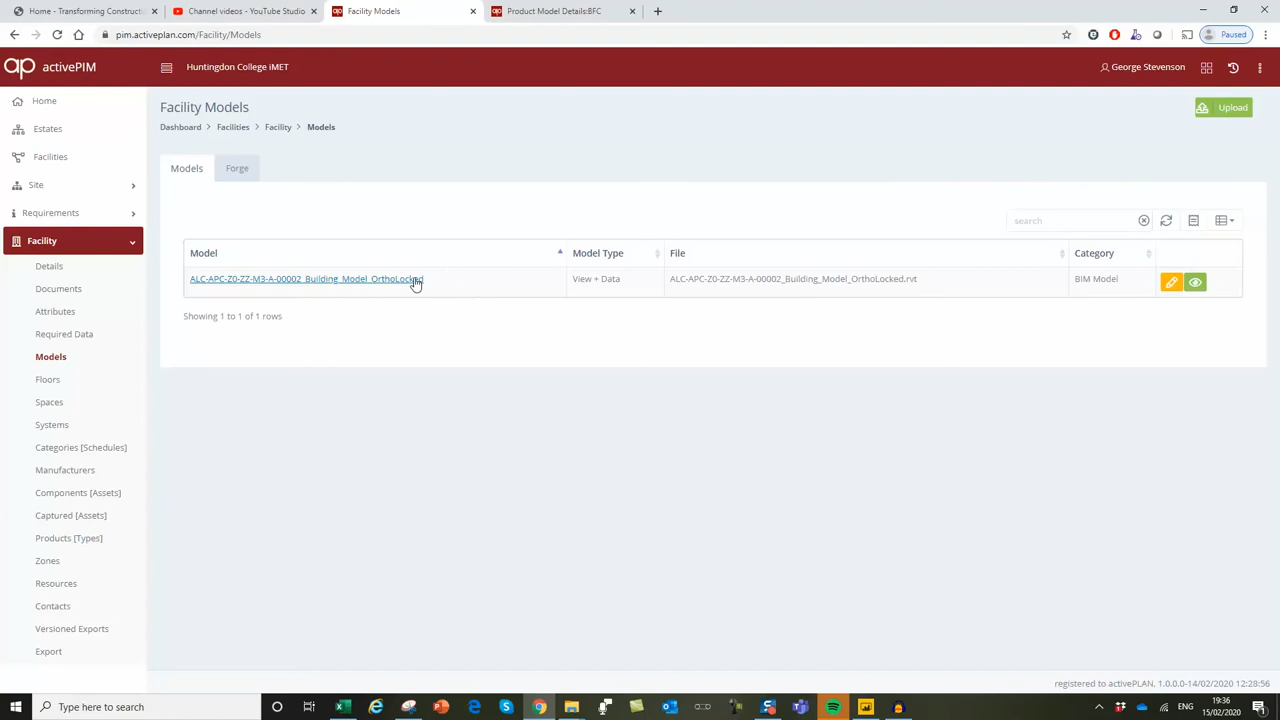 Home - Transforming Constructi
Channel videos - YouTube Studio
Facility Models
Product Model Details:BFC
pim.activeplan.com/Facility/Models
Paused
activePIM
Huntingdon College iMET
George Stevenson
Home
Estates
Facilities
Site
Requirements
Facility
Details
Documents
Attributes
Required Data
Models
Floors
Spaces
Systems
Categories [Schedules]
Manufacturers
Components [Assets]
Captured [Assets]
Products [Types]
Zones
Resources
Contacts
Versioned Exports
Export
Facility Models
Upload
Dashboard > Facilities > Facility > Models
Models
Forge
search
Model
Model Type
File
Category
ALC-APC-Z0-ZZ-M3-A-00002_Building_Model_OrthoLocked
View + Data
ALC-APC-Z0-ZZ-M3-A-00002_Building_Model_OrthoLocked.rvt
BIM Model
Showing 1 to 1 of 1 rows
registered to activePLAN, 1.0.0.0-14/02/2020 12:28:56
Type here to search
19:36
15/02/2020